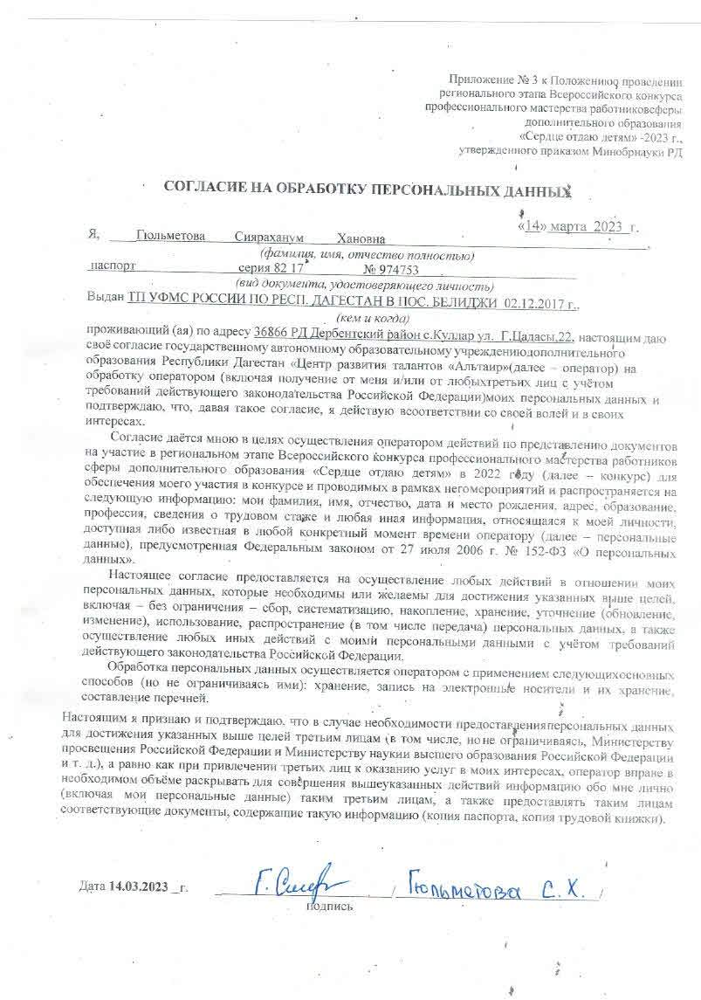 Приложение № 3 к Положениюо проведении
регионального этапа Всероссийского конкурса
профессионального мастерства работниковсферы
дополнительного образования
«Сердце отдаю детям» -2023 г.,
утвержденного приказом Минобрнауки РД
СОГЛАСИЕ НА ОБРАБОТКУ ПЕРСОНАЛЬНЫХ ДАННЫХ
«14» марта 2023 г.
Я, Гюльметова Сияраханум Хановна ,
(фамилия, имя, отчество полностью)
паспорт серия 82 17 № 974753
(вид документа, удостоверяющего личность)
Выдан ТП УФМС РОССИИ ПО РЕСП. ДАГЕСТАН В ПОС. БЕЛИДЖИ 02.12.2017 г.,
(кем и когда)
проживающий (ая) по адресу 36866 РД Дербентский район с.Куллар ул. Г.Цадасы,22, настоящим даю
своё согласие государственному автономному образовательному учреждениюдополнительного
образования Республики Дагестан «Центр развития талантов «Альтаир»(далее – оператор) на
обработку оператором (включая получение от меня и/или от любыхтретьих лиц с учётом
требований действующего законодательства Российской Федерации)моих персональных данных и
подтверждаю, что, давая такое согласие, я действую всоответствии со своей волей и в своих
интересах.
Согласие даётся мною в целях осуществления оператором действий по представлению документов
на участие в региональном этапе Всероссийского конкурса профессионального мастерства работников
сферы дополнительного образования «Сердце отдаю детям» в 2022 году (далее – конкурс) для
обеспечения моего участия в конкурсе и проводимых в рамках негомероприятий и распространяется на
следующую информацию: мои фамилия, имя, отчество, дата и место рождения, адрес, образование,
профессия, сведения о трудовом стаже и любая иная информация, относящаяся к моей личности,
доступная либо известная в любой конкретный момент времени оператору (далее – персональные
данные), предусмотренная Федеральным законом от 27 июля 2006 г. № 152-ФЗ «О персональных
данных».
Настоящее согласие предоставляется на осуществление любых действий в отношении моих
персональных данных, которые необходимы или желаемы для достижения указанных выше целей,
включая – без ограничения – сбор, систематизацию, накопление, хранение, уточнение (обновление,
изменение), использование, распространение (в том числе передача) персональных данных, а также
осуществление любых иных действий с моими персональными данными с учётом требований
действующего законодательства Российской Федерации.
Обработка персональных данных осуществляется оператором с применением следующихосновных
способов (но не ограничиваясь ими): хранение, запись на электронные носители и их хранение,
составление перечней.
Настоящим я признаю и подтверждаю, что в случае необходимости предоставленияперсональных данных
для достижения указанных выше целей третьим лицам (в том числе, но не ограничиваясь, Министерству
просвещения Российской Федерации и Министерству наукии высшего образования Российской Федерации
и т. д.), а равно как при привлечении третьих лиц к оказанию услуг в моих интересах, оператор вправе в
необходимом объёме раскрывать для совершения вышеуказанных действий информацию обо мне лично
(включая мои персональные данные) таким третьим лицам, а также предоставлять таким лицам
соответствующие документы, содержащие такую информацию (копия паспорта, копия трудовой книжки).
Дата 14.03.2023 _г. / Гюльметова С.Х. /
подпись